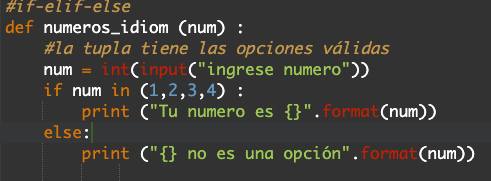 #if-elif-else
def numeros_idiom (num) :
    #la tupla tiene las opciones válidas
    num = int(input("ingrese numero"))
    if num in (1,2,3,4) :
        print ("Tu numero es {}".format(num))
    else:
        print ("{} no es una opción".format(num))